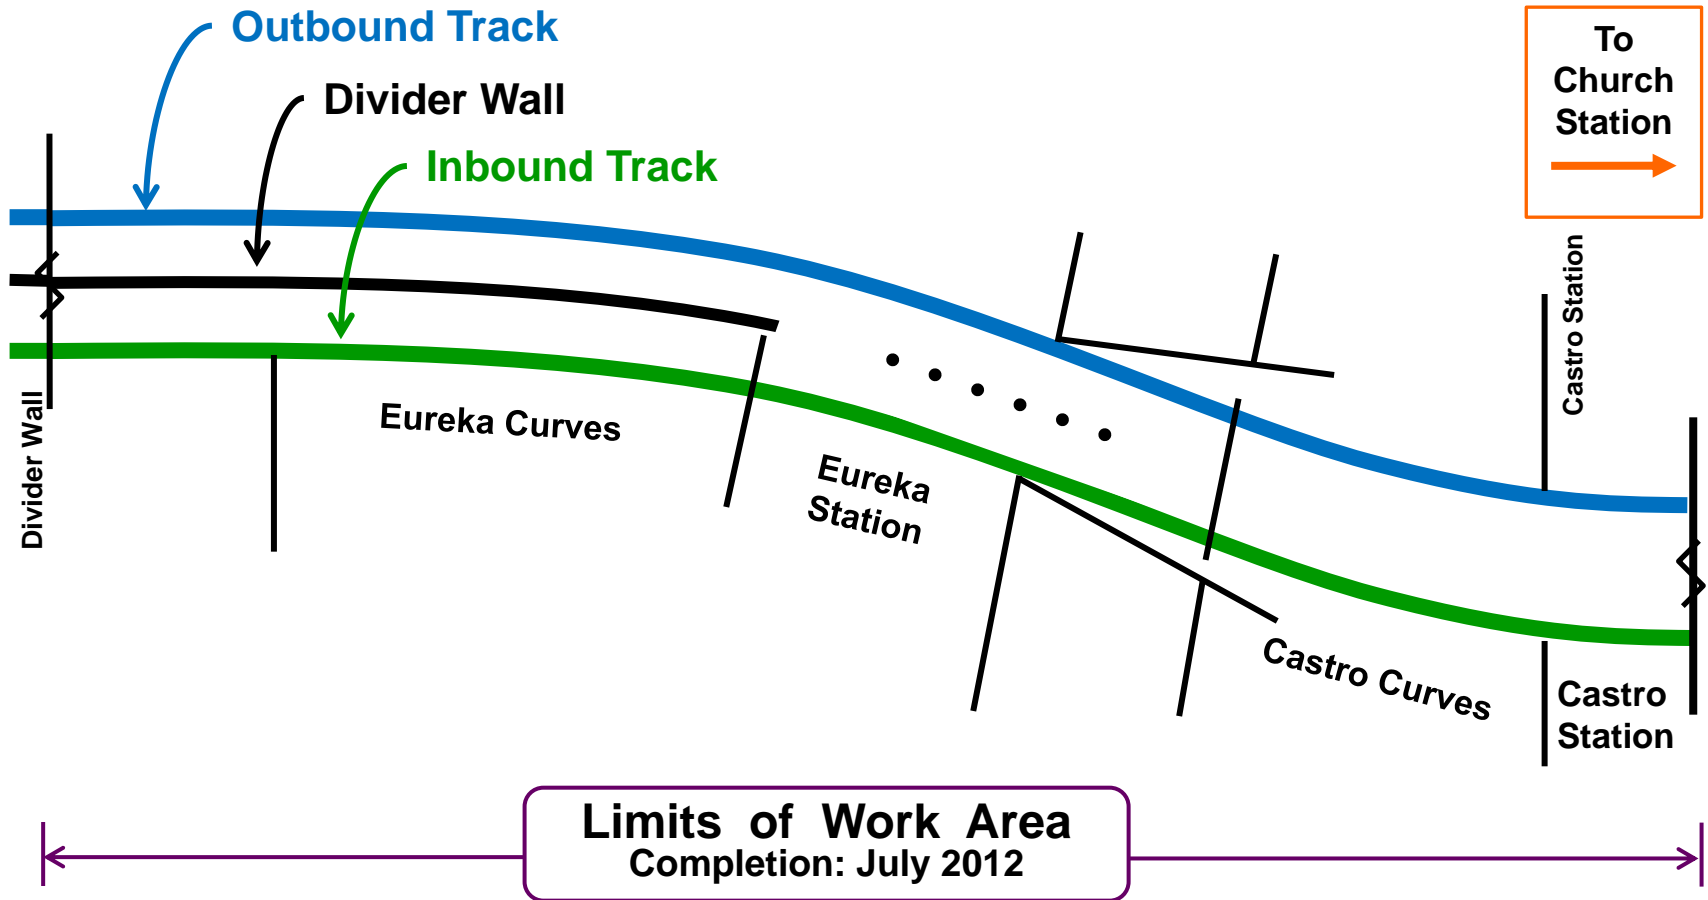 Outbound Track
Divider Wall
Inbound Track
To
Church
Station
Castro Station
Divider Wall
Eureka Curves
Eureka
Station
Castro Curves
Castro
Station
Limits of Work Area
Completion: July 2012